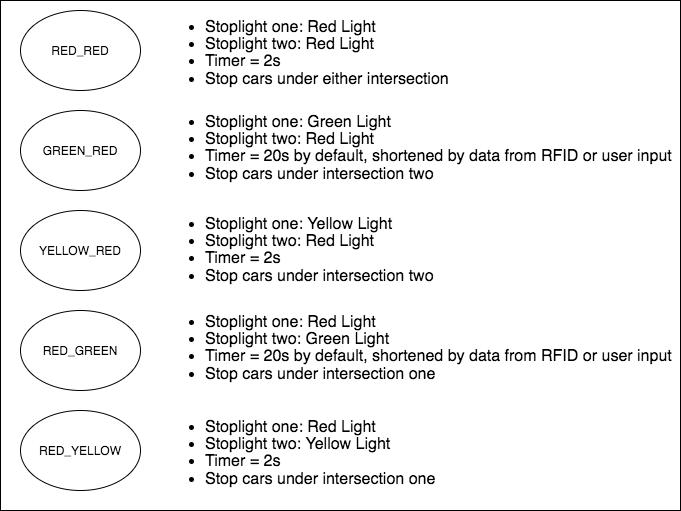 RED_RED
• Stoplight one: Red Light
• Stoplight two: Red Light
• Timer = 2s
• Stop cars under either intersection
GREEN_RED
• Stoplight one: Green Light
• Stoplight two: Red Light
• Timer = 20s by default, shortened by data from RFID or user input
• Stop cars under intersection two
YELLOW_RED
• Stoplight one: Yellow Light
• Stoplight two: Red Light
• Timer = 2s
• Stop cars under intersection two
RED_GREEN
• Stoplight one: Red Light
• Stoplight two: Green Light
• Timer = 20s by default, shortened by data from RFID or user input
• Stop cars under intersection one
RED_YELLOW
• Stoplight one: Red Light
• Stoplight two: Yellow Light
• Timer = 2s
• Stop cars under intersection one